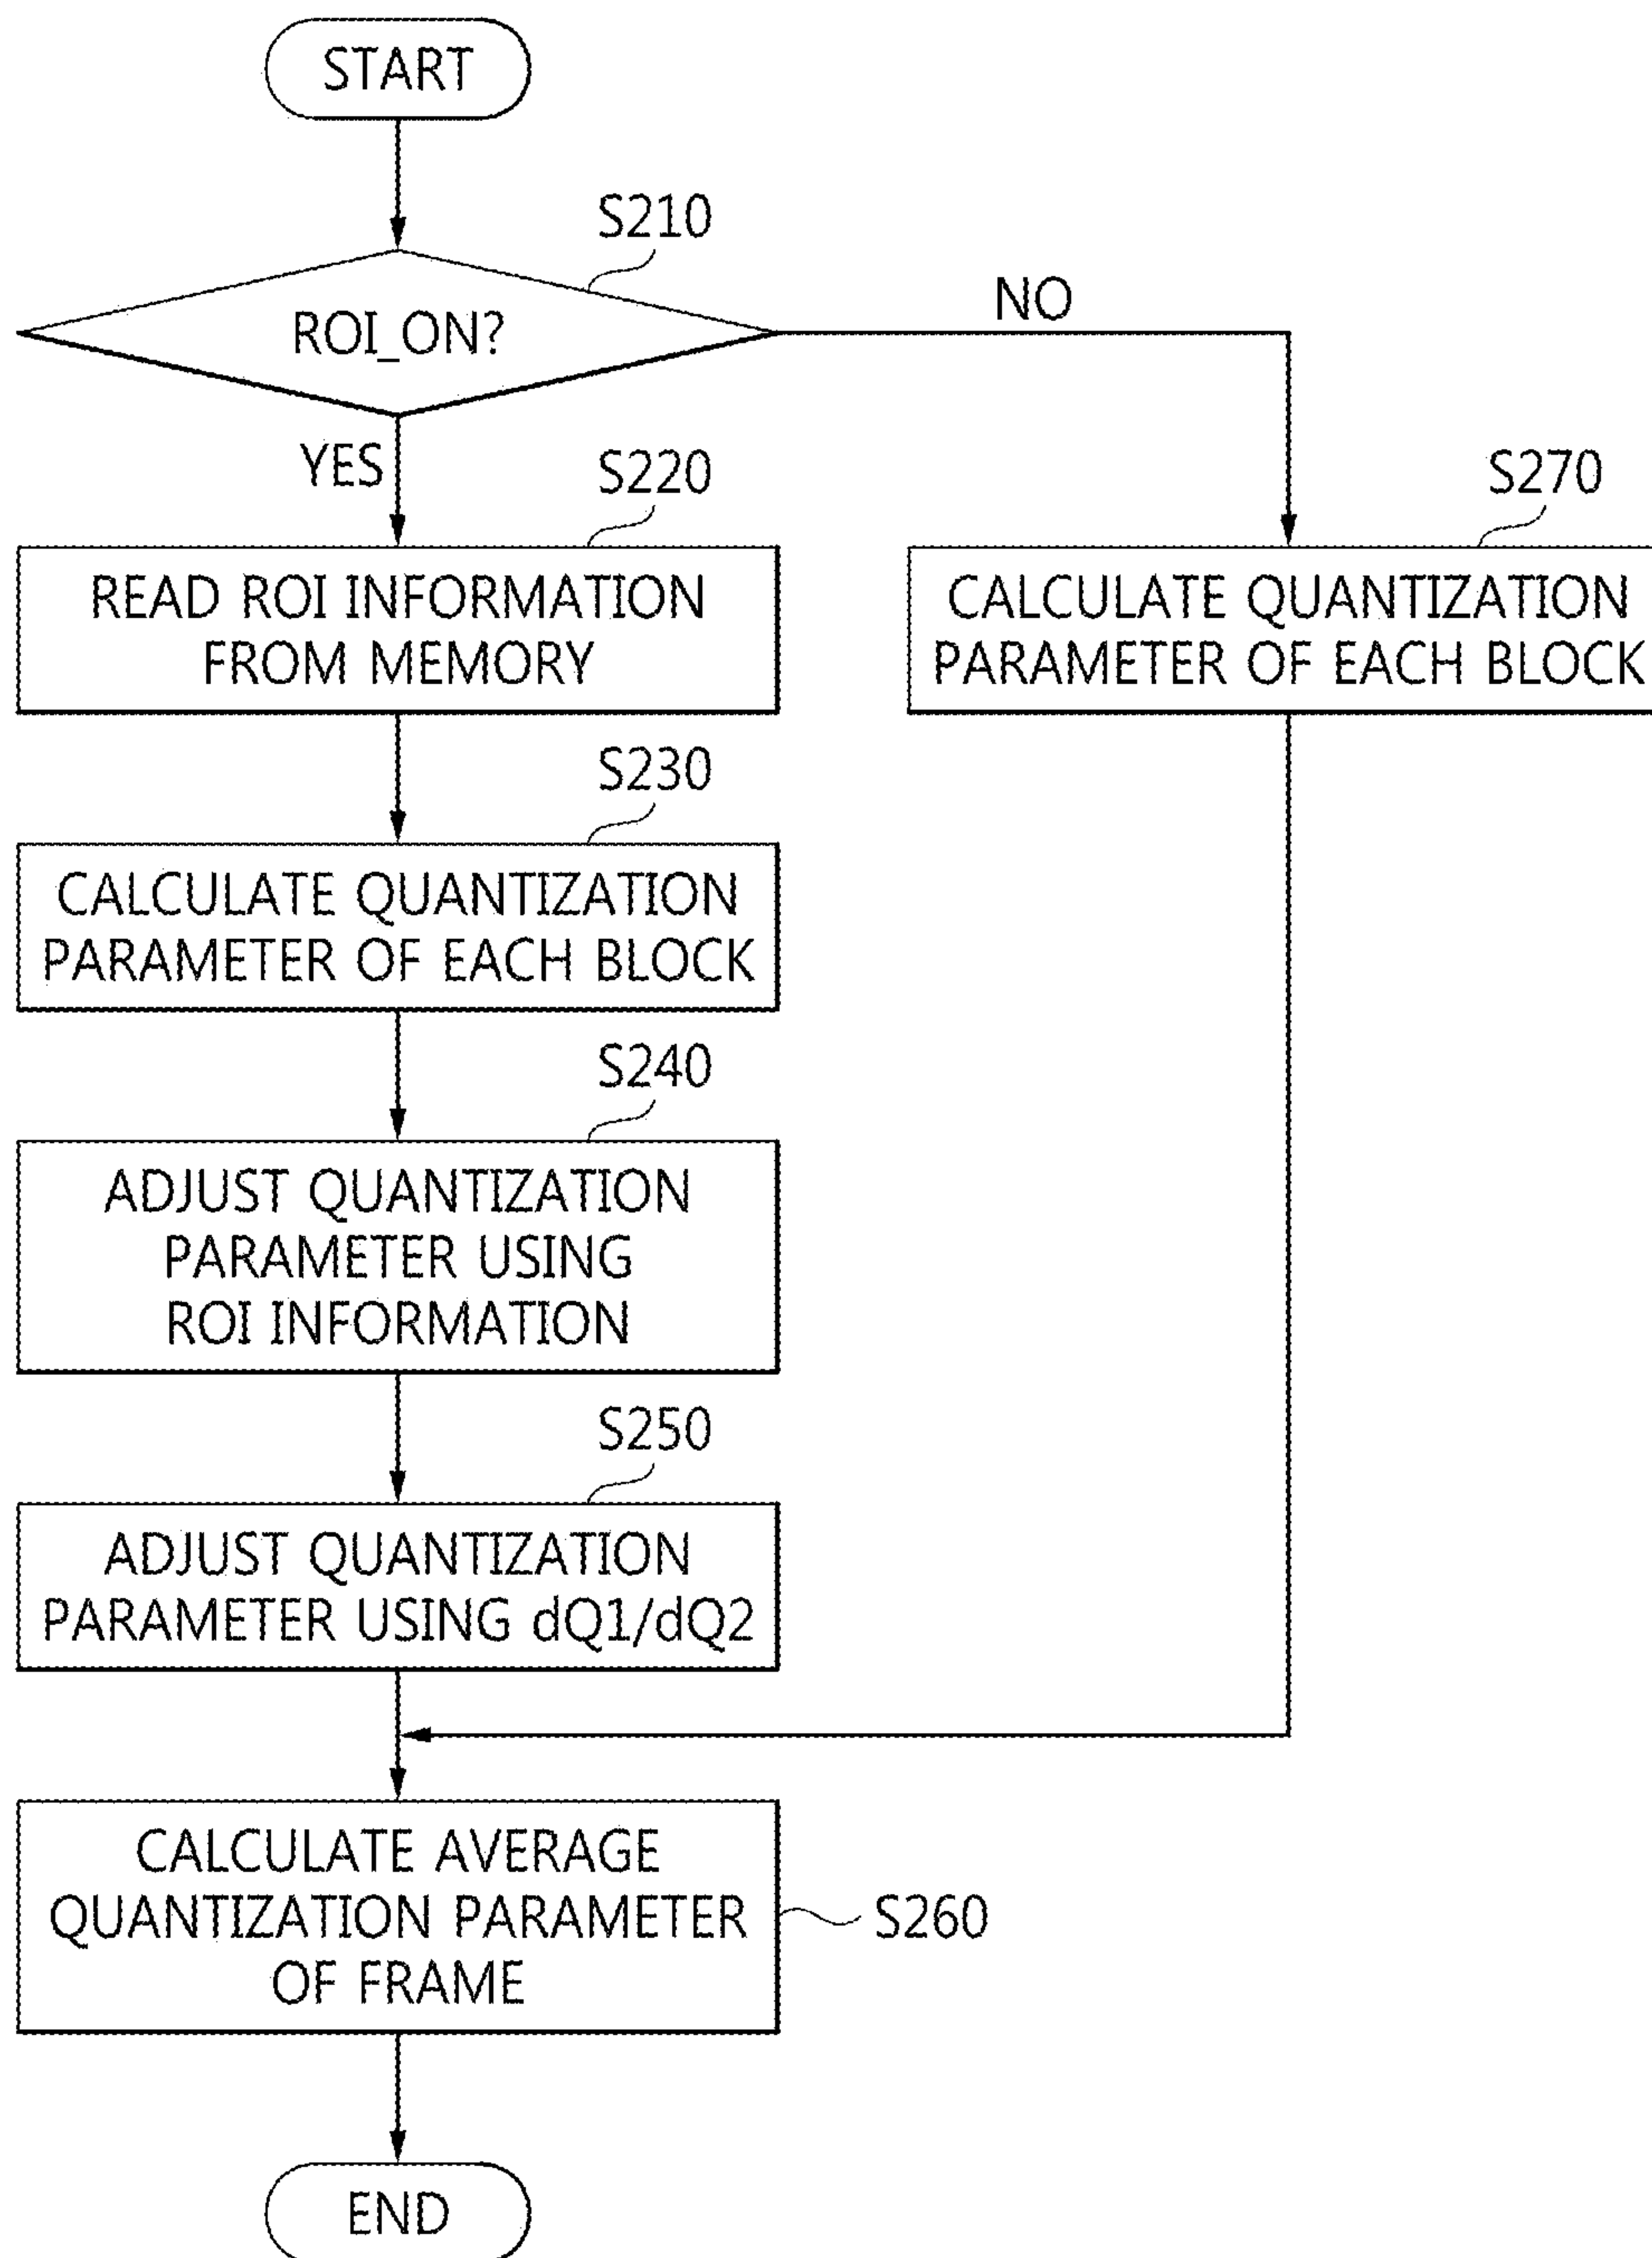 START
S210
ROI_ON?
NO
YES
S220
READ ROI INFORMATION
FROM MEMORY
S270
CALCULATE QUANTIZATION
PARAMETER OF EACH BLOCK
S230
CALCULATE QUANTIZATION
PARAMETER OF EACH BLOCK
S240
ADJUST QUANTIZATION
PARAMETER USING
ROI INFORMATION
S250
ADJUST QUANTIZATION
PARAMETER USING dQ1/dQ2
CALCULATE AVERAGE
QUANTIZATION PARAMETER
OF FRAME
S260
END